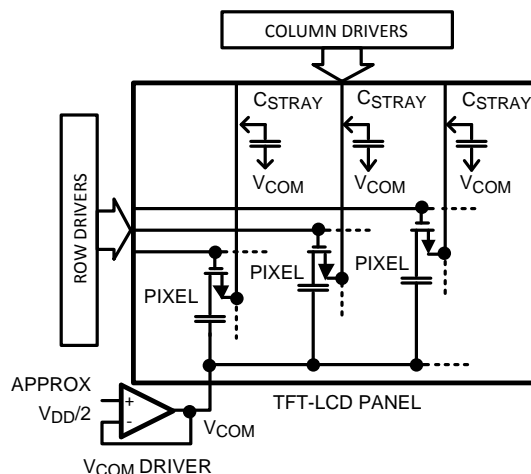 COLUMN DRIVERS
ROW DRIVERS
CSTRAY CSTRAY CSTRAY
VCOM VCOM VCOM
PIXEL PIXEL PIXEL
APPROX
VDD/2
+
-
VCOM
TFT-LCD PANEL
VCOM DRIVER